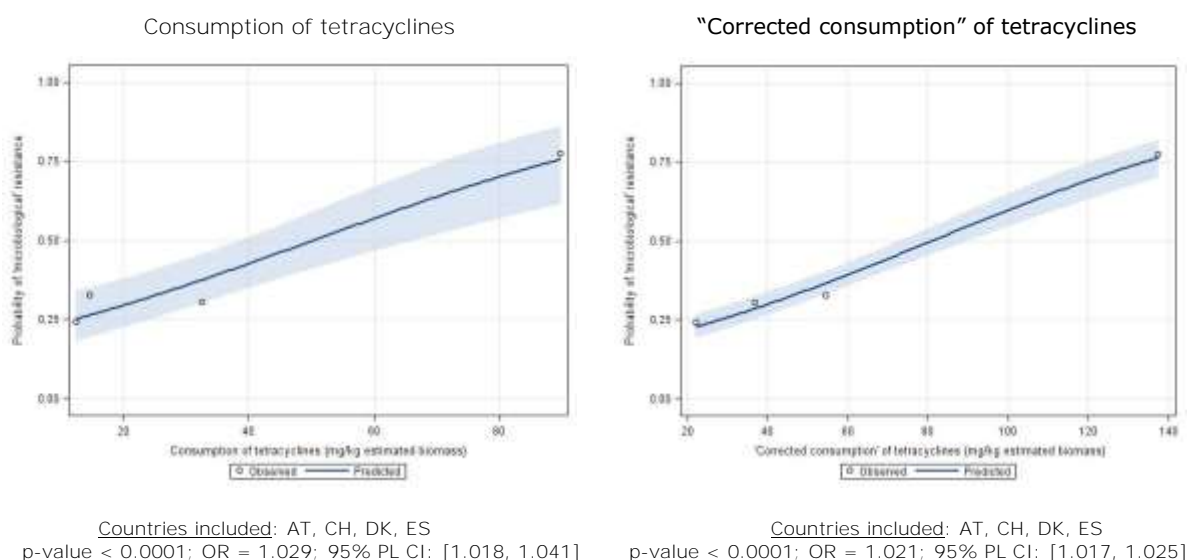 Consumption of tetracyclines
“Corrected consumption” of tetracyclines
1.00
0.75
0.50
0.25
0.00
Probability of 'microbiological' resistance
20
40
60
80
Consumption of tetracyclines (mg/kg estimated biomass)
Observed Predicted
1.00
0.75
0.50
0.25
0.00
Probability of 'microbiological' resistance
20
40
60
80
100
120
140
'Corrected consumption' of tetracyclines (mg/kg estimated biomass)
Observed Predicted
Countries included: AT, CH, DK, ES
p-value < 0.0001; OR = 1.029; 95% PL CI: [1.018, 1.041]
Countries included: AT, CH, DK, ES
p-value < 0.0001; OR = 1.021; 95% PL CI: [1.017, 1.025]